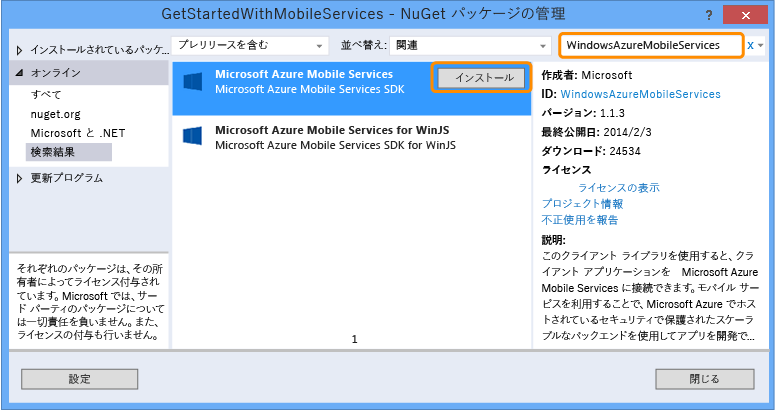 GetStartedWithMobileServices - NuGet パッケージの管理
? x
インストールされているパッケ...
オンライン
すべて
nuget.org
Microsoft と .NET
検索結果
更新プログラム
それぞれのパッケージは、その所
有者によってライセンス付与され
ています。Microsoft では、サー
ド パーティのパッケージについて
は一切責任を負いません。また、
ライセンスの付与も行いません。
プレリリースを含む 並べ替え: 関連
Microsoft Azure Mobile Services
Microsoft Azure Mobile Services SDK
インストール
Microsoft Azure Mobile Services for WinJS
Microsoft Azure Mobile Services SDK for WinJS
1
WindowsAzureMobileServices x
作成者: Microsoft
ID: WindowsAzureMobileServices
バージョン: 1.1.3
最終公開日: 2014/2/3
ダウンロード: 24534
ライセンス
ライセンスの表示
プロジェクト情報
不正使用を報告
説明:
このクライアント ライブラリを使用すると、クラ
イアント アプリケーションを Microsoft Azure
Mobile Services に接続できます。モバイル サー
ビスを利用することで、Microsoft Azure でホス
トされているセキュリティで保護されたスケーラ
ブルなバックエンドを使用してアプリを開発で...
設定
閉じる